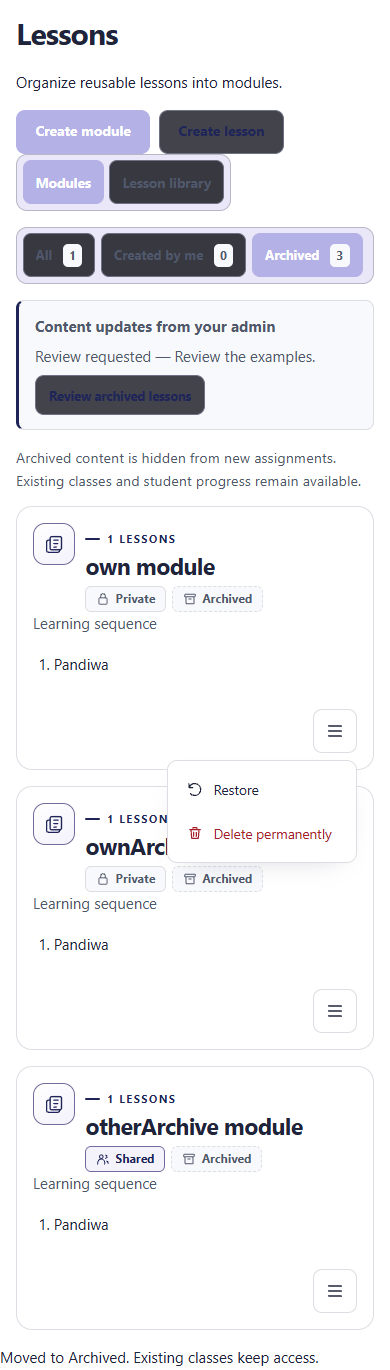 Lessons
Organize reusable lessons into modules.
Create module Create lesson
Modules Lesson library
All 1 Created by me 0 Archived 3
Content updates from your admin
Review requested — Review the examples.
Review archived lessons
Archived content is hidden from new assignments.
Existing classes and student progress remain available.
1 LESSONS
own module
Private Archived
Learning sequence
1. Pandiwa
Restore
Delete permanently
1 LESSON
Private Archived
Learning sequence
1. Pandiwa
1 LESSONS
otherArchive module
Shared Archived
Learning sequence
1. Pandiwa
Moved to Archived. Existing classes keep access.